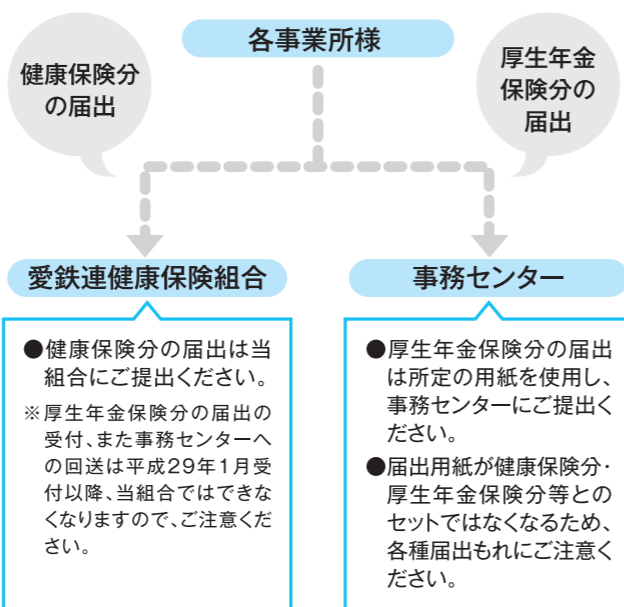 各事業所様
健康保険分
の届出
厚生年金
保険分の
届出
愛鉄連健康保険組合
●健康保険分の届出は当
組合にご提出ください。
※厚生年金保険分の届出の
受付、また事務センターへ
の回送は平成29年1月受
付以降、当組合ではできな
くなりますので、ご注意くだ
さい。
事務センター
●厚生年金保険分の届出
は所定の用紙を使用し、
事務センターにご提出く
ださい。
●届出用紙が健康保険分・
厚生年金保険分等との
セットではなくなるため、
各種届出もれにご注意く
ださい。